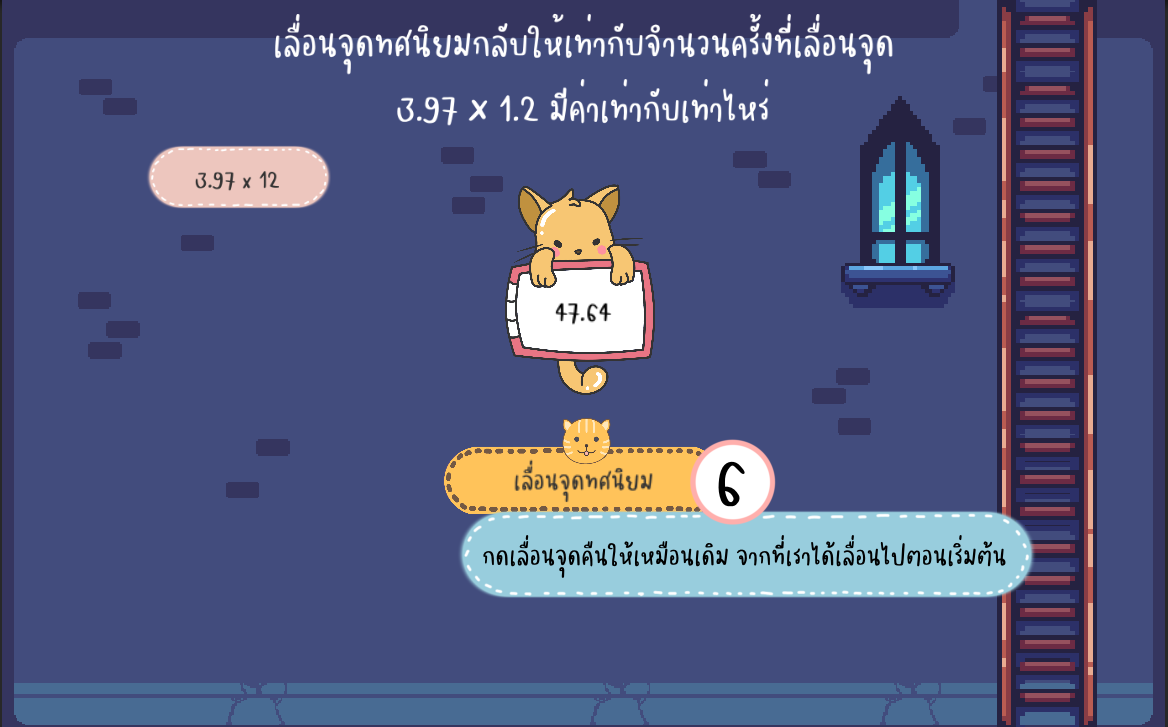 เลื่อนจุดทศนิยมกลับให้เท่ากับจำนวนครั้งที่เลื่อนจุด
3.97 x 1.2 มีค่าเท่ากับเท่าไหร่
3.97 x 12
47.64
เลื่อนจุดทศนิยม
6
กดเลื่อนจุดคืนให้เหมือนเดิม จากที่เราได้เลื่อนไปตอนเริ่มต้น